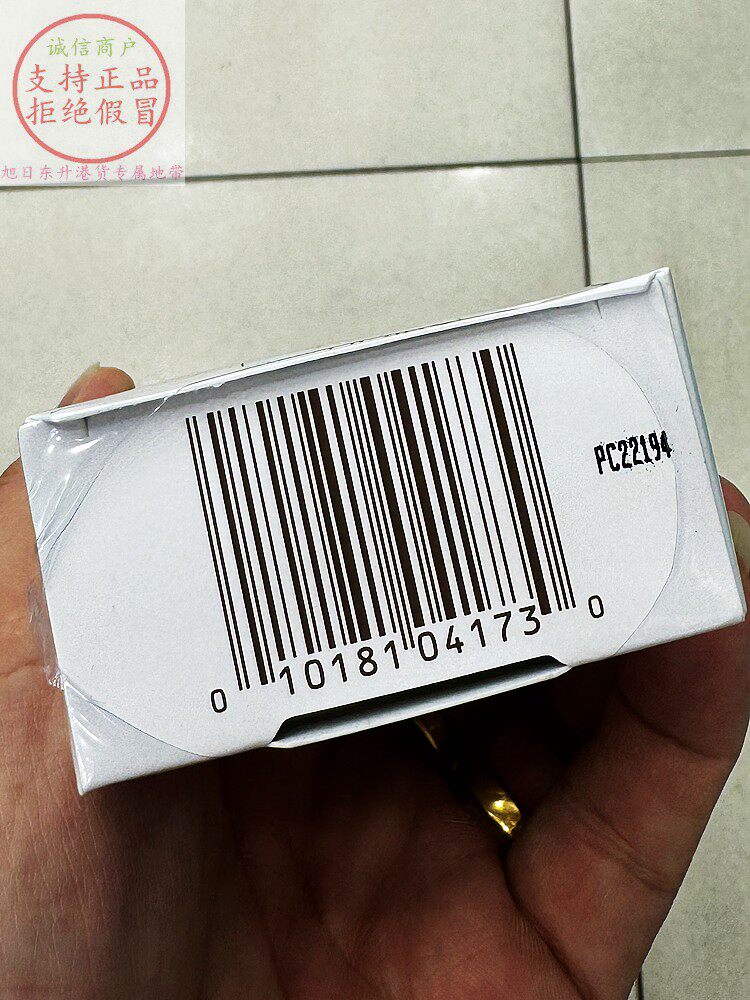 诚信商户
支持正品
拒绝假冒
旭日东升港货专属地带
PC22194
0 10181 04173 0